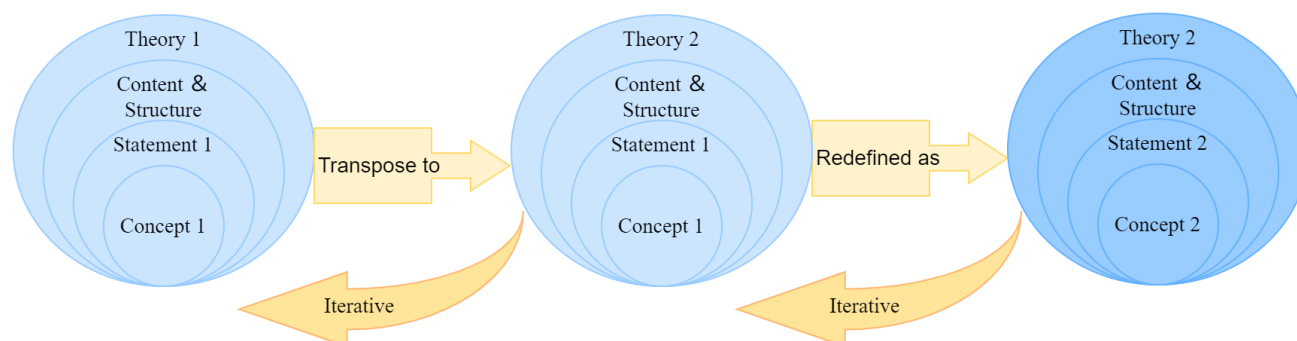 Theory 1
Content &
Structure
Statement 1
Concept 1
Transpose to
Iterative
Theory 2
Content &
Structure
Statement 1
Concept 1
Redefined as
Iterative
Theory 2
Content &
Structure
Statement 2
Concept 2